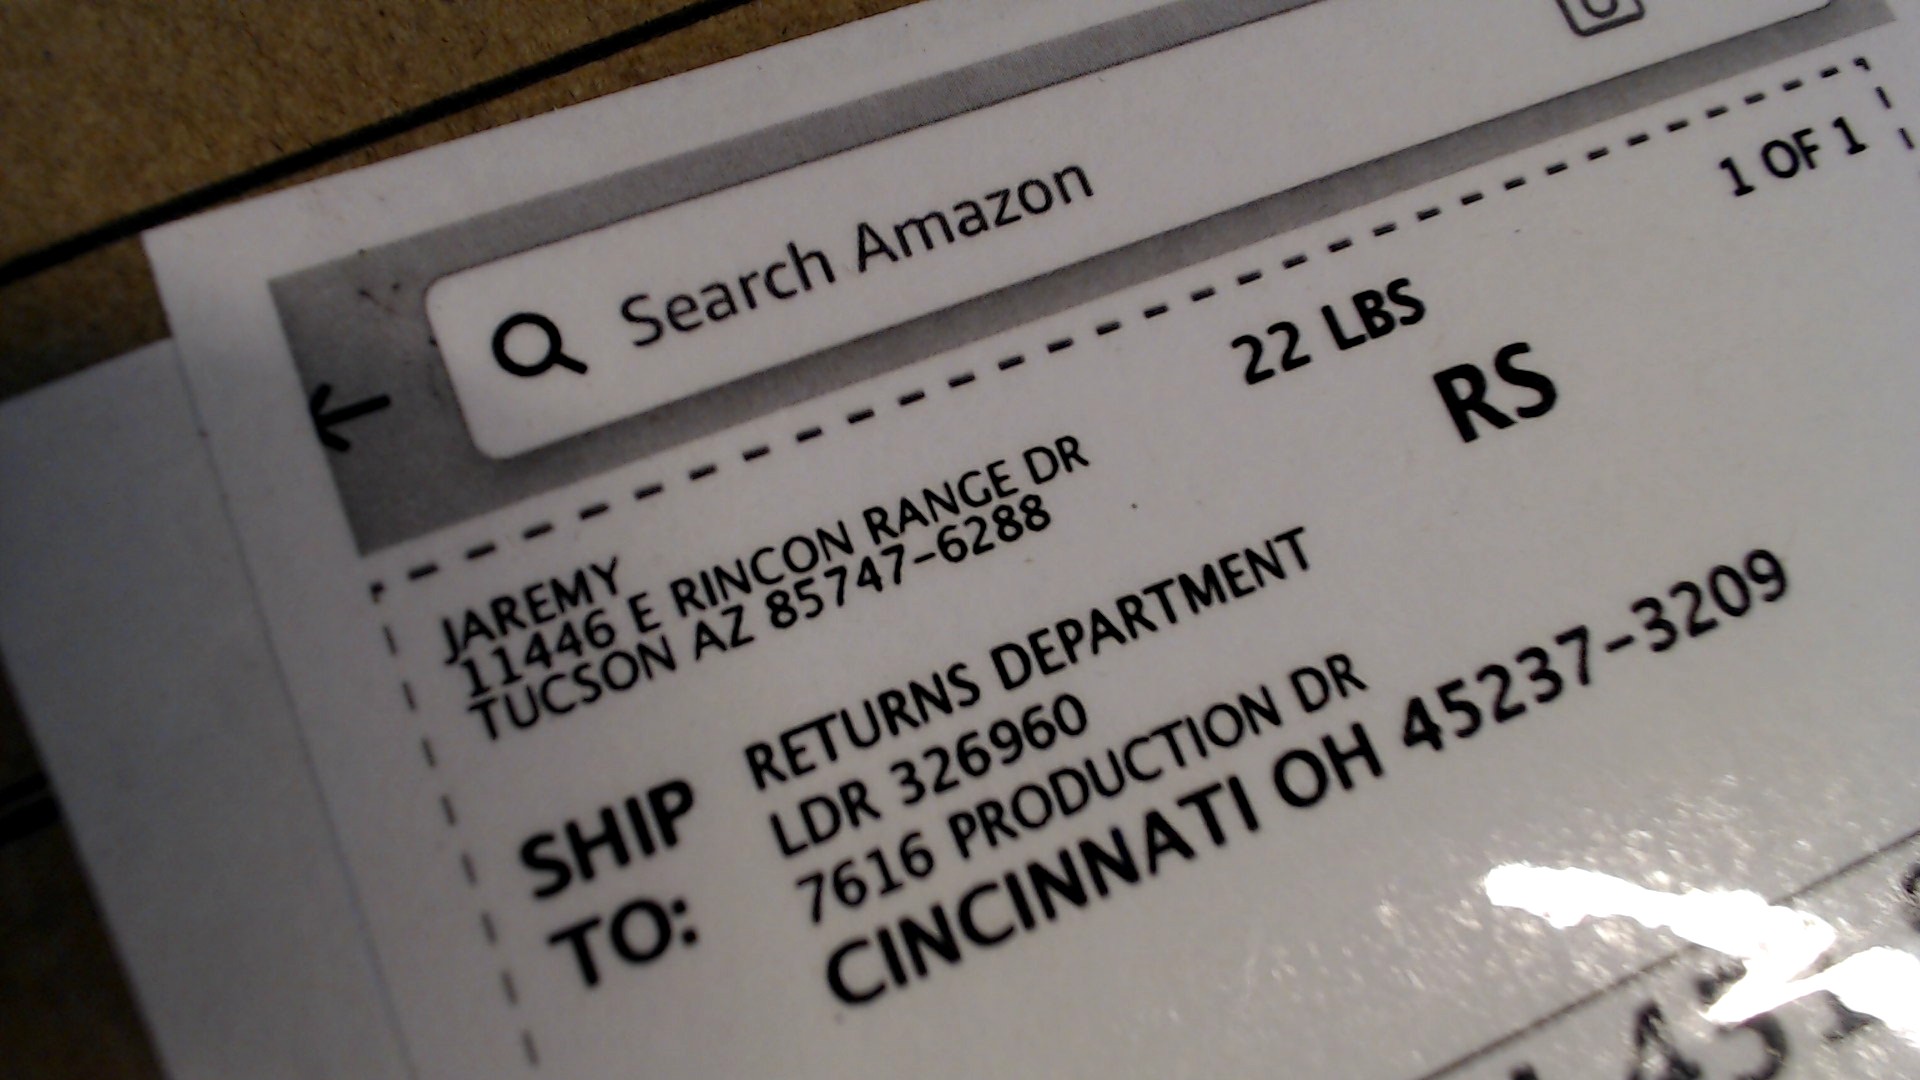 Search Amazon
1 OF 1
22 LBS
RS
JAREMY
11446 E RINCON RANGE DR
TUCSON AZ 85747-6288
SHIP TO:
RETURNS DEPARTMENT
LDR 326960
7616 PRODUCTION DR
CINCINNATI OH 45237-3209